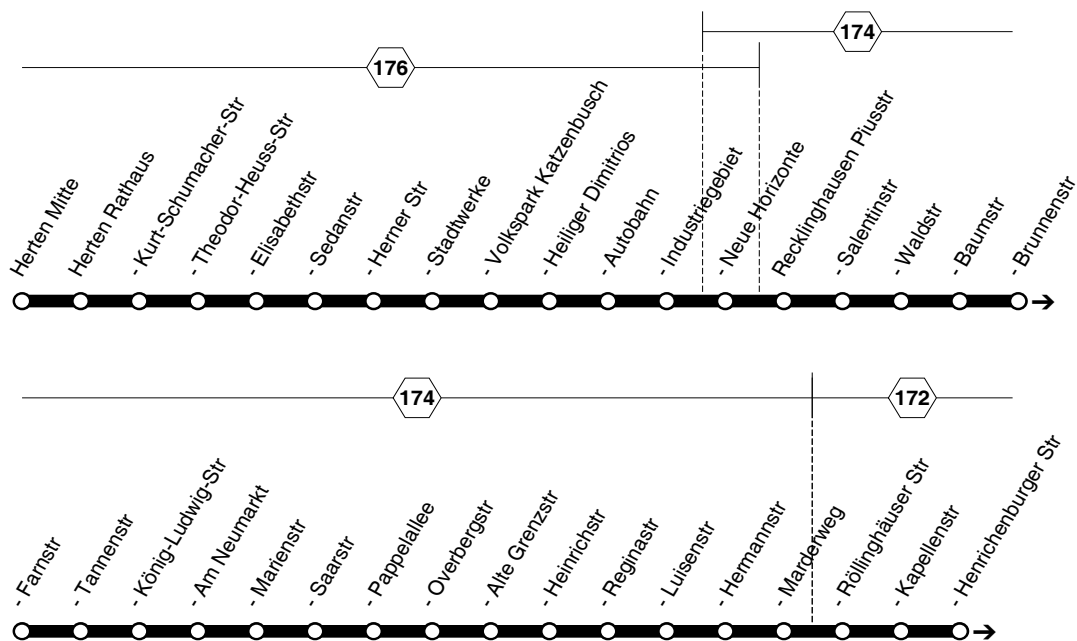 174
176
Herten Mitte
Herten Rathaus
- Kurt-Schumacher-Str
- Theodor-Heuss-Str
- Elisabethstr
- Sedanstr
- Herner Str
- Stadtwerke
- Volkspark Katzenbusch
- Heiliger Dimitrios
- Autobahn
- Industriegebiet
- Neue Horizonte
Recklinghausen Piusstr
- Salentinstr
- Waldstr
- Baumstr
- Brunnenstr
174
172
- Farnstr
- Tannenstr
- König-Ludwig-Str
- Am Neumarkt
- Marienstr
- Saarstr
- Pappelallee
- Overbergstr
- Alte Grenzstr
- Heinrichstr
- Reginastr
- Luisenstr
- Hermannstr
- Marderweg
- Röllinghäuser Str
- Kapellenstr
- Henrichenburger Str